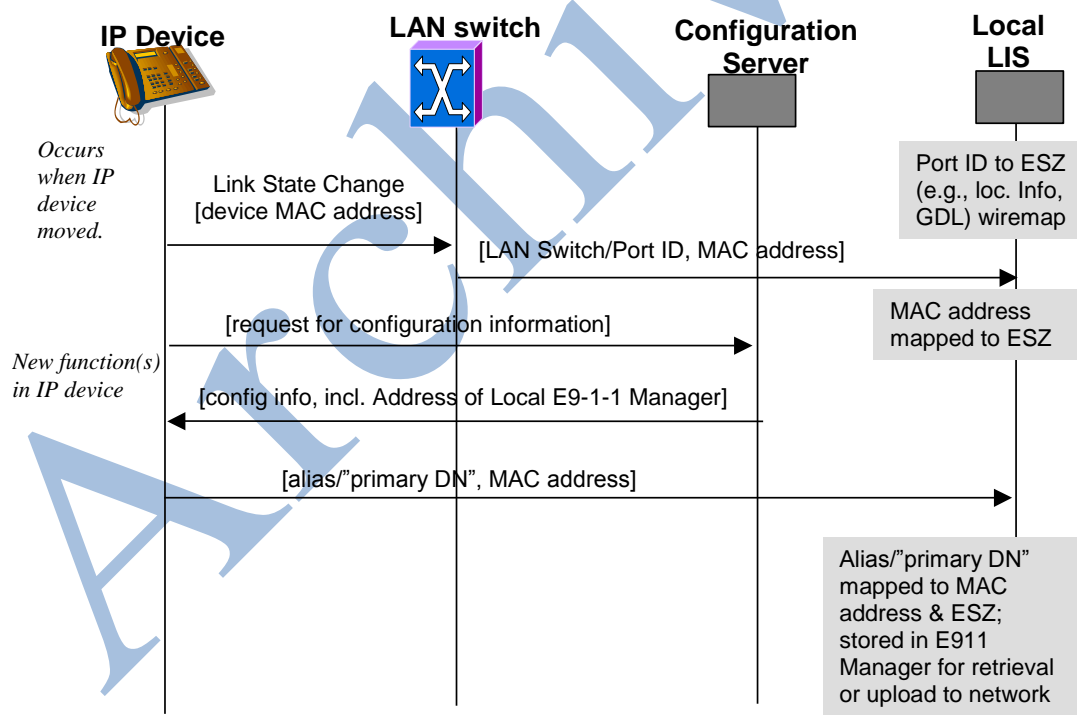 IP Device
LAN switch
Configuration
Server
Local
LIS
Occurs
when IP
device
moved.
Link State Change
[device MAC address]
Port ID to ESZ
(e.g., loc. Info,
GDL) wiremap
[LAN Switch/Port ID, MAC address]
MAC address
mapped to ESZ
[request for configuration information]
New function(s)
in IP device
[config info, incl. Address of Local E9-1-1 Manager]
[alias/”primary DN”, MAC address]
Alias/”primary DN”
mapped to MAC
address & ESZ;
stored in E911
Manager for retrieval
or upload to network
Archiv